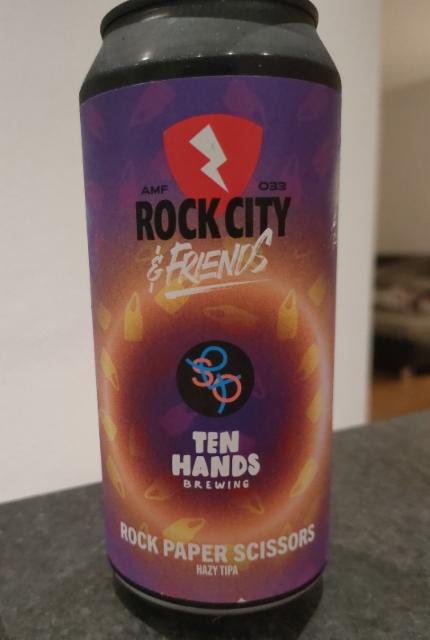 AMF 033
ROCK CITY
& FRIENDS
TEN
HANDS
BREWING
ROCK PAPER SCISSORS
HAZY TIPA